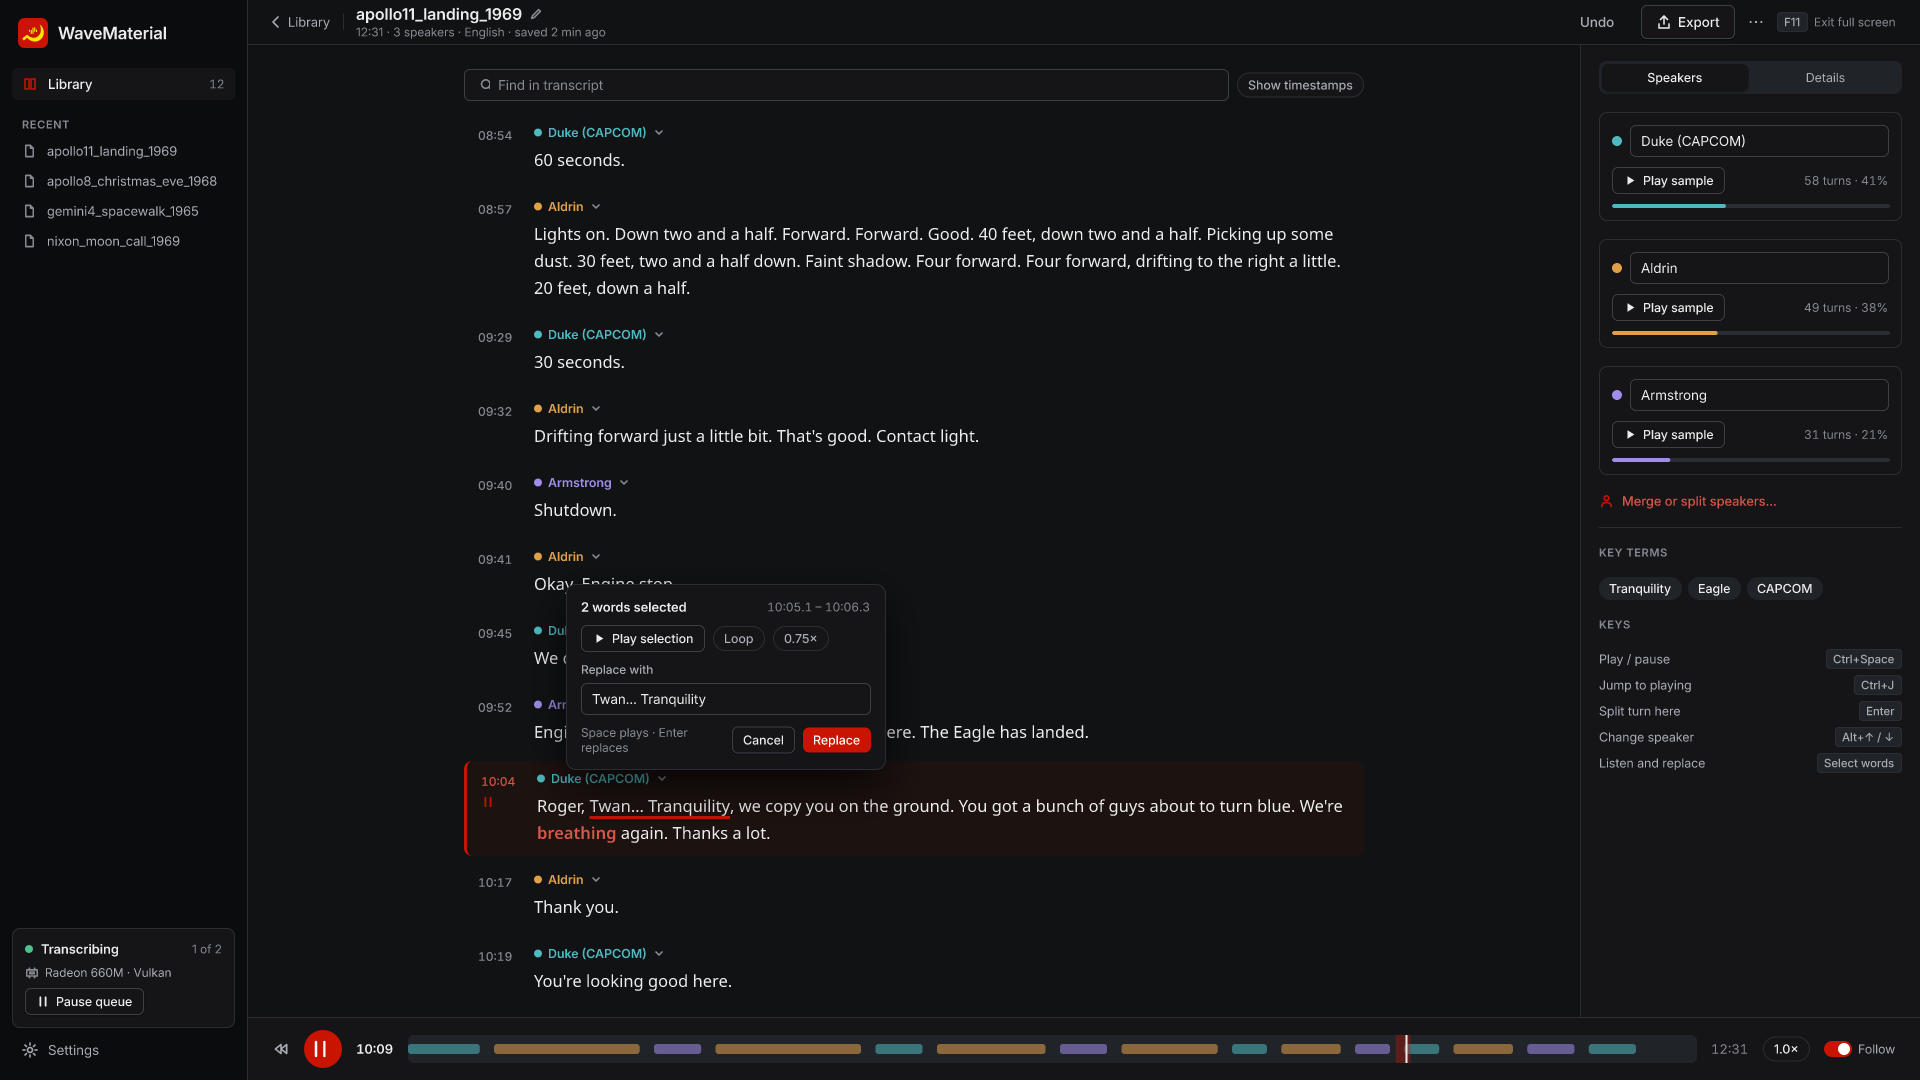 WaveMaterial
Library 12
RECENT
apollo11_landing_1969
apollo8_christmas_eve_1968
gemini4_spacewalk_1965
nixon_moon_call_1969
Transcribing 1 of 2
Radeon 660M · Vulkan
Pause queue
Settings
Library
apollo11_landing_1969
12:31 · 3 speakers · English · saved 2 min ago
Undo
Export
F11 Exit full screen
Find in transcript
Show timestamps
08:54 Duke (CAPCOM)
60 seconds.
08:57 Aldrin
Lights on. Down two and a half. Forward. Forward. Good. 40 feet, down two and a half. Picking up some
dust. 30 feet, two and a half down. Faint shadow. Four forward. Four forward, drifting to the right a little.
20 feet, down a half.
09:29 Duke (CAPCOM)
30 seconds.
09:32 Aldrin
Drifting forward just a little bit. That's good. Contact light.
09:40 Armstrong
Shutdown.
09:41 Aldrin
Okay. Engine stop.
09:45 Du
We
09:52 Ar
Engi ere. The Eagle has landed.
2 words selected 10:05.1 – 10:06.3
Play selection Loop 0.75×
Replace with
Twan... Tranquility
Space plays · Enter
replaces
Cancel Replace
10:04 Duke (CAPCOM)
Roger, Twan... Tranquility, we copy you on the ground. You got a bunch of guys about to turn blue. We're
breathing again. Thanks a lot.
10:17 Aldrin
Thank you.
10:19 Duke (CAPCOM)
You're looking good here.
Speakers Details
Duke (CAPCOM)
Play sample 58 turns · 41%
Aldrin
Play sample 49 turns · 38%
Armstrong
Play sample 31 turns · 21%
Merge or split speakers...
KEY TERMS
Tranquility Eagle CAPCOM
KEYS
Play / pause Ctrl+Space
Jump to playing Ctrl+J
Split turn here Enter
Change speaker Alt+↑ / ↓
Listen and replace Select words
10:09 12:31 1.0× Follow